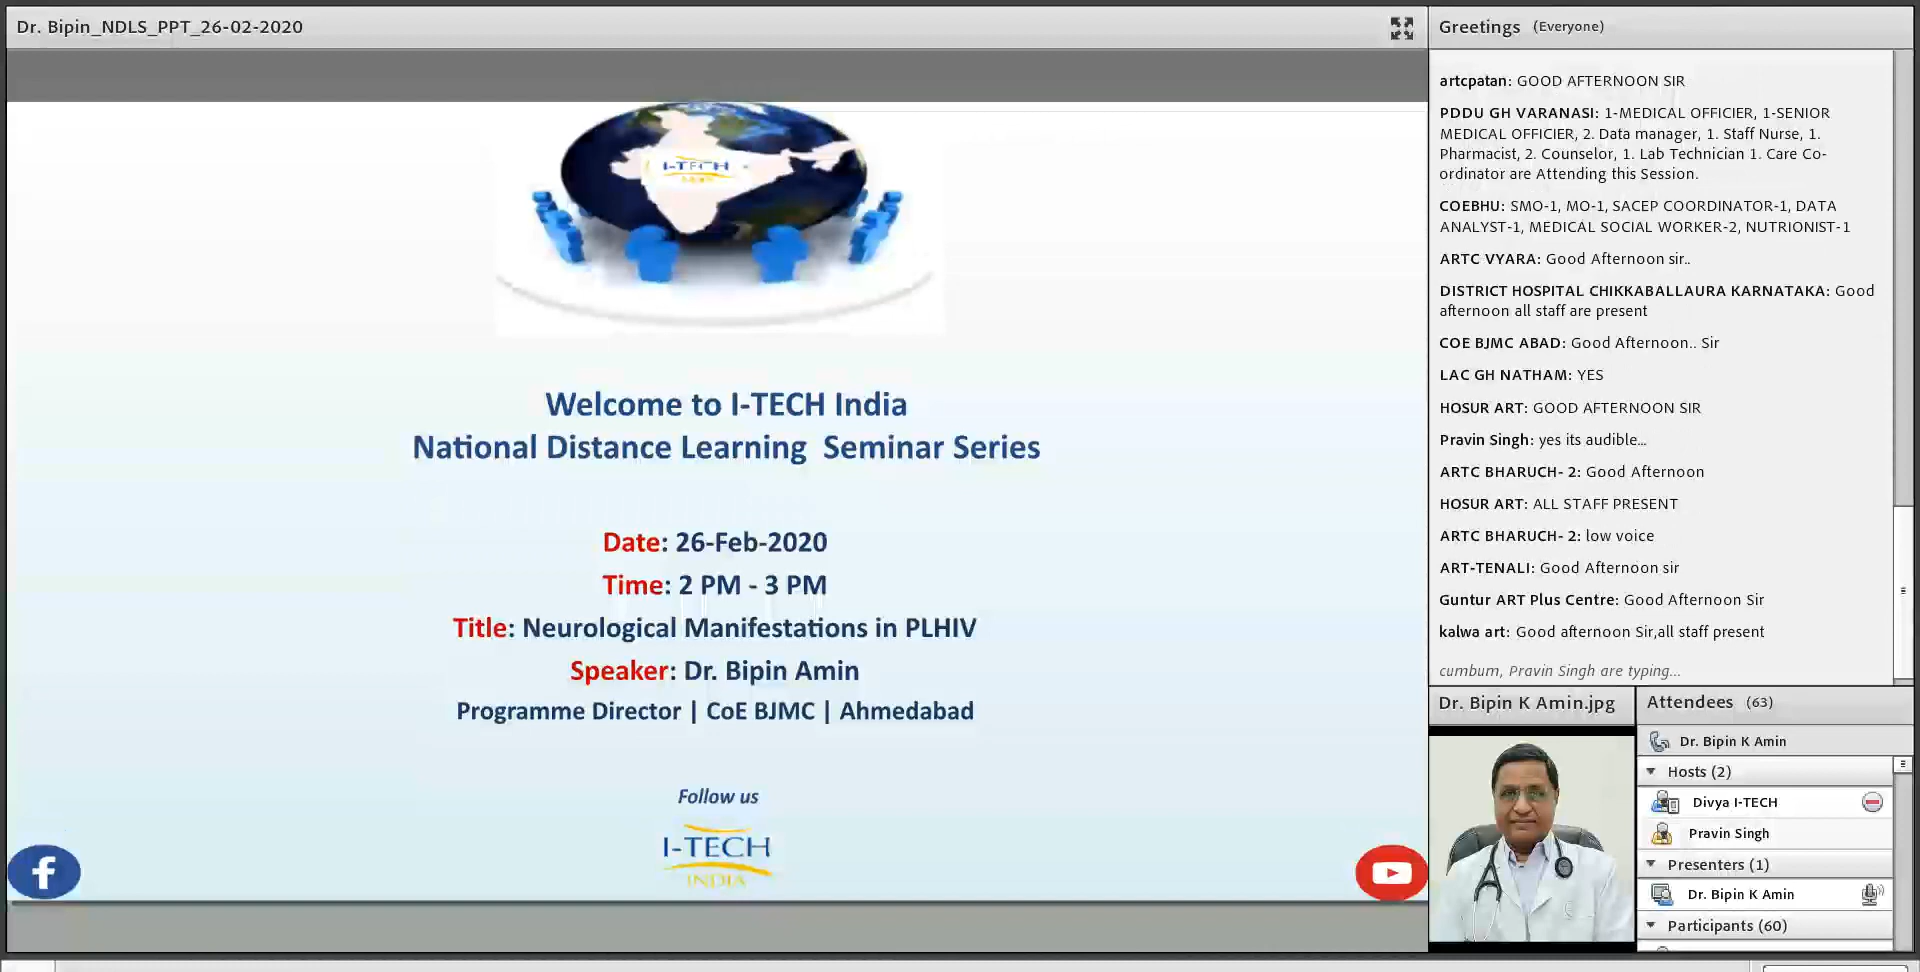 Dr. Bipin_NDLS_PPT_26-02-2020
I-TECH
Welcome to I-TECH India
National Distance Learning  Seminar Series
Date: 26-Feb-2020
Time: 2 PM - 3 PM
Title: Neurological Manifestations in PLHIV
Speaker: Dr. Bipin Amin
Programme Director | CoE BJMC | Ahmedabad
Follow us
I-TECH
INDIA
Greetings (Everyone)
artcpatan: GOOD AFTERNOON SIR
PDDU GH VARANASI: 1-MEDICAL OFFICIER, 1-SENIOR
MEDICAL OFFICIER, 2. Data manager, 1. Staff Nurse, 1.
Pharmacist, 2. Counselor, 1. Lab Technician 1. Care Co-
ordinator are Attending this Session.
COEBHU: SMO-1, MO-1, SACEP COORDINATOR-1, DATA
ANALYST-1, MEDICAL SOCIAL WORKER-2, NUTRIONIST-1
ARTC VYARA: Good Afternoon sir..
DISTRICT HOSPITAL CHIKKABALLAURA KARNATAKA: Good
afternoon all staff are present
COE BJMC ABAD: Good Afternoon.. Sir
LAC GH NATHAM: YES
HOSUR ART: GOOD AFTERNOON SIR
Pravin Singh: yes its audible...
ARTC BHARUCH- 2: Good Afternoon
HOSUR ART: ALL STAFF PRESENT
ARTC BHARUCH- 2: low voice
ART-TENALI: Good Afternoon sir
Guntur ART Plus Centre: Good Afternoon Sir
kalwa art: Good afternoon Sir,all staff present
cumbum, Pravin Singh are typing...
Dr. Bipin K Amin.jpg
Attendees (63)
Dr. Bipin K Amin
Hosts (2)
Divya I-TECH
Pravin Singh
Presenters (1)
Dr. Bipin K Amin
Participants (60)